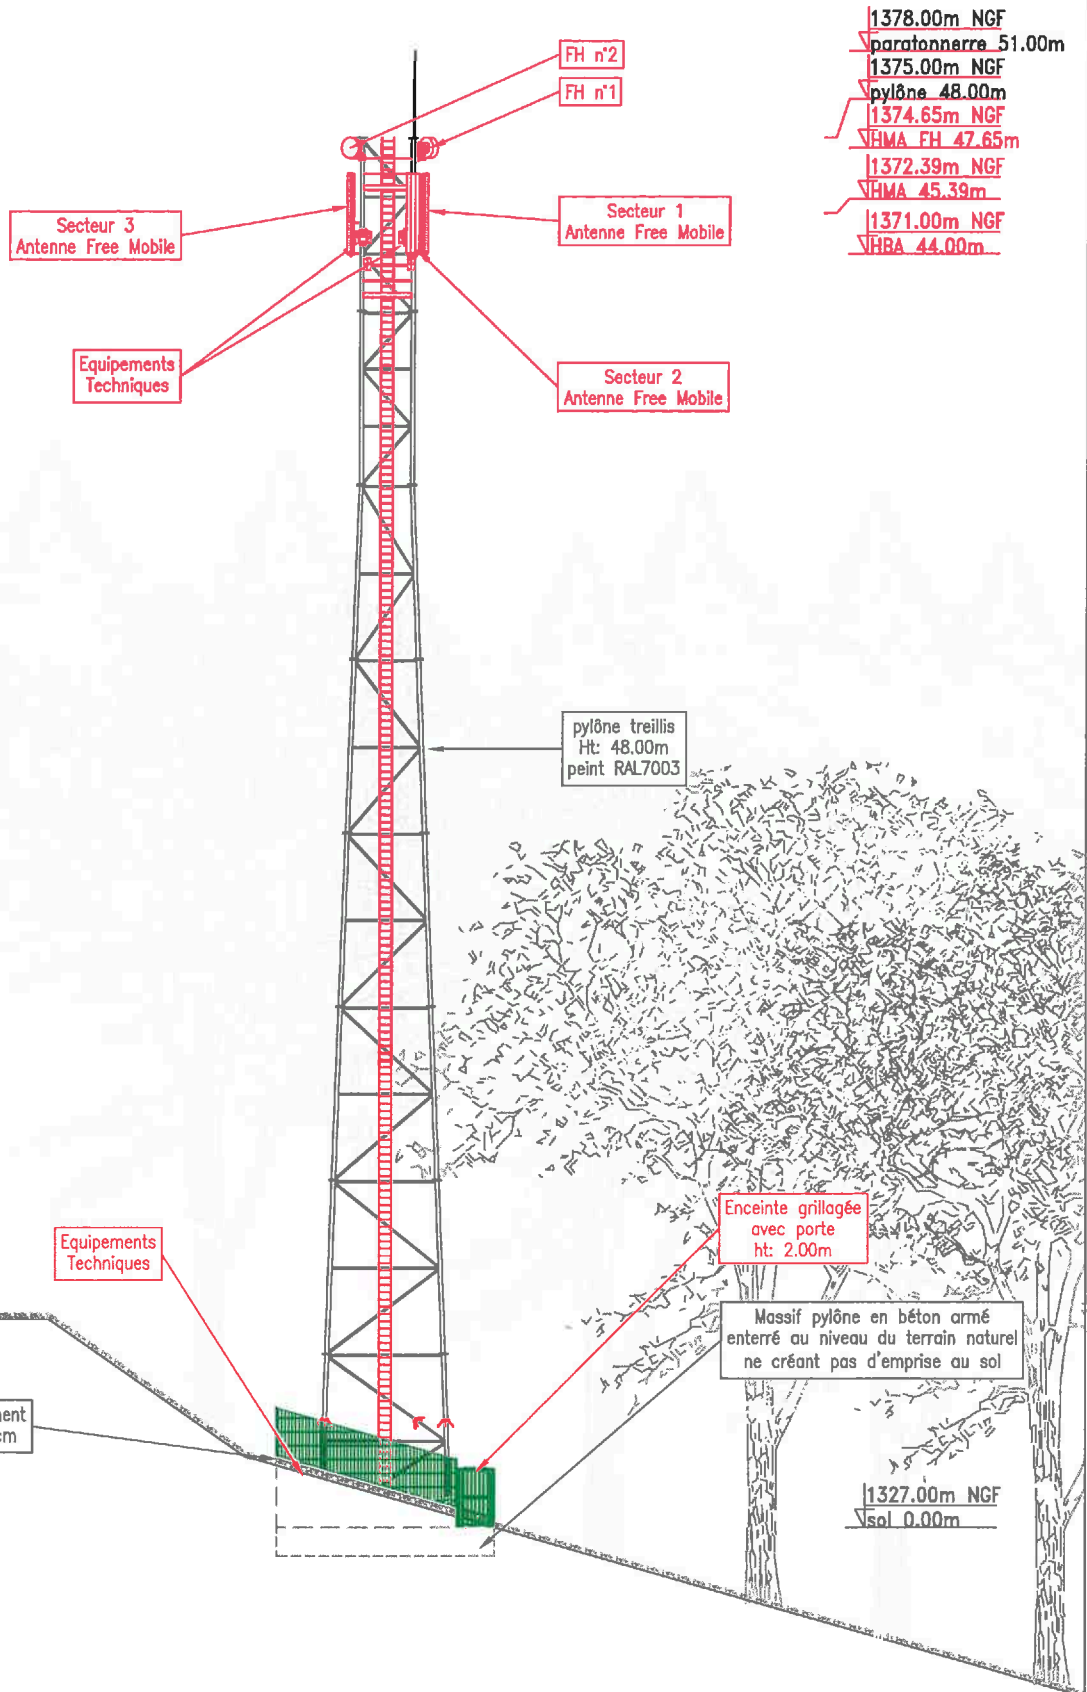 1378.00m NGF
paratonnerre 51.00m
1375.00m NGF
pylône 48.00m
1374.65m NGF
HMA FH 47.65m
1372.39m NGF
HMA 45.39m
1371.00m NGF
HBA 44.00m
FH n°2
FH n°1
Secteur 3
Antenne Free Mobile
Secteur 1
Antenne Free Mobile
Equipements
Techniques
Secteur 2
Antenne Free Mobile
pylône treillis
Ht: 48.00m
peint RAL7003
Enceinte grillagée
avec porte
ht: 2.00m
Equipements
Techniques
Massif pylône en béton armé
enterré au niveau du terrain naturel
ne créant pas d'emprise au sol
ment
cm
1327.00m NGF
sol 0.00m